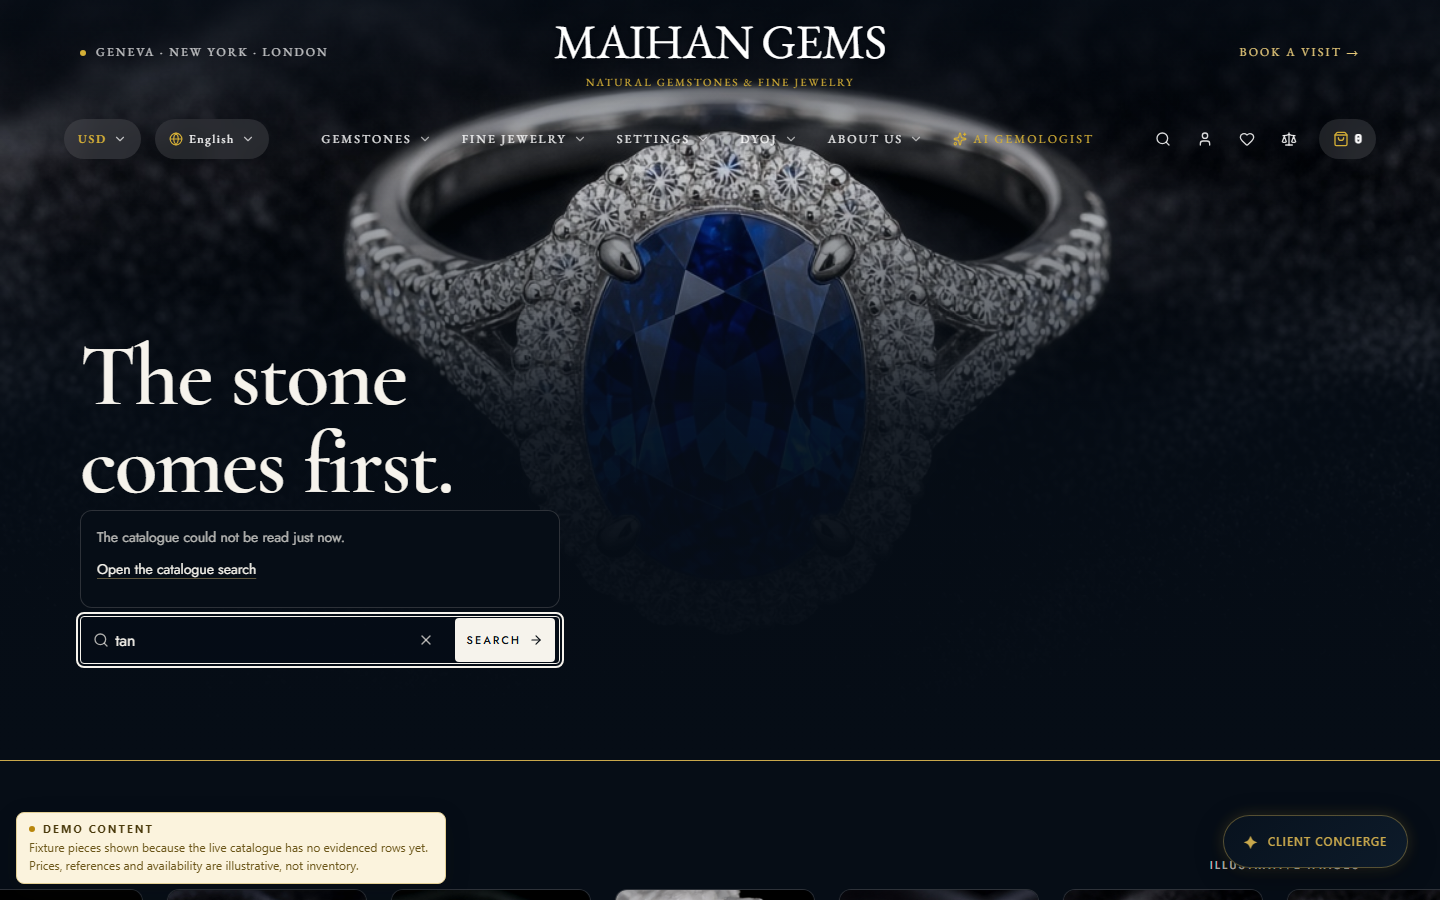 GENEVA · NEW YORK · LONDON
MAIHAN GEMS
NATURAL GEMSTONES & FINE JEWELRY
BOOK A VISIT →
USD
English
GEMSTONES
FINE JEWELRY
SETTINGS
DYOJ
ABOUT US
AI GEMOLOGIST
The stone
comes first.
The catalogue could not be read just now.
Open the catalogue search
tan
SEARCH →
DEMO CONTENT
Fixture pieces shown because the live catalogue has no evidenced rows yet.
Prices, references and availability are illustrative, not inventory.
CLIENT CONCIERGE